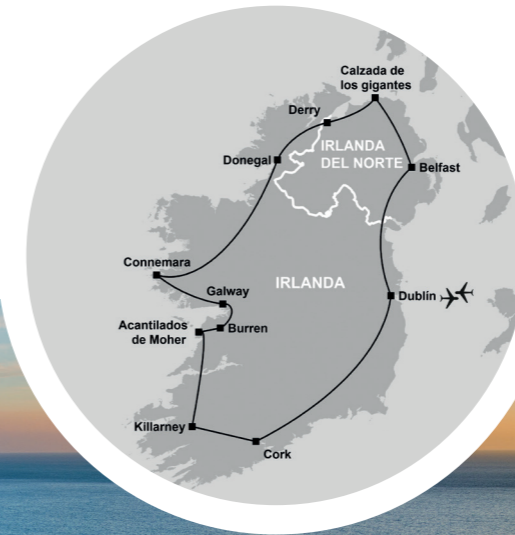 Calzada de
los gigantes
Derry
IRLANDA
DEL NORTE
Donegal
Belfast
Connemara
IRLANDA
Galway
Dublín
Acantilados
de Moher
Burren
Killarney
Cork